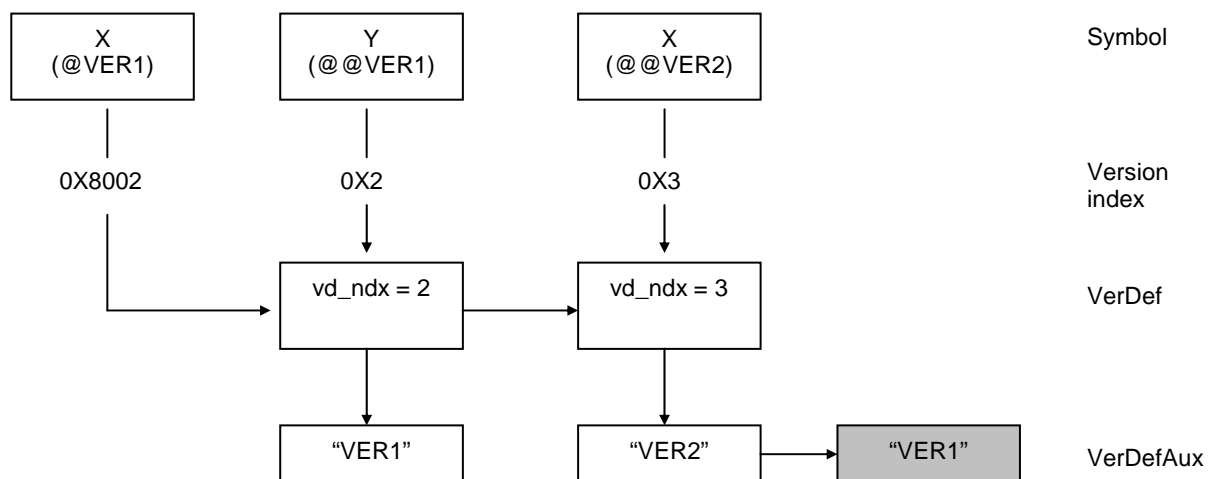 X
(@VER1)
Y
(@@VER1)
X
(@@VER2)
Symbol
0X8002
0X2
0X3
Version
index
vd_ndx = 2
vd_ndx = 3
VerDef
“VER1”
“VER2”
“VER1”
VerDefAux